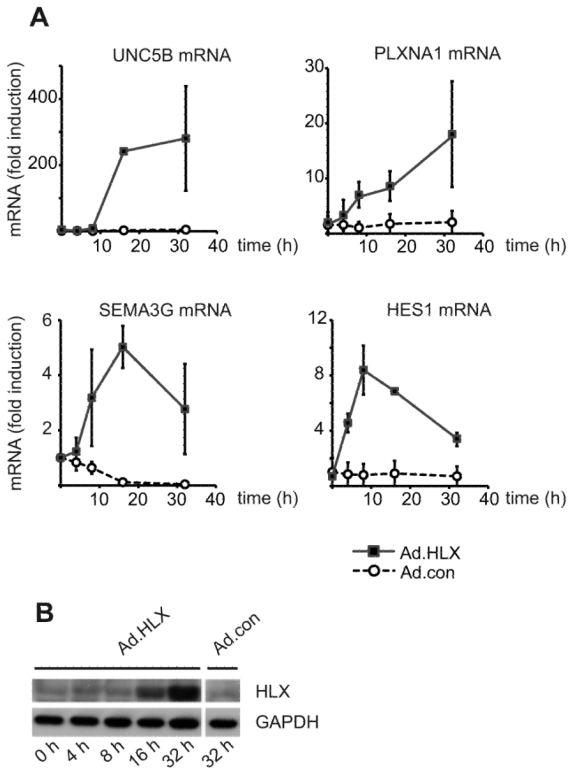 A
UNC5B mRNA
PLXNA1 mRNA
mRNA (fold induction)
400
200
0
10
20
30
40
time (h)
30
20
10
0
10
20
30
40
time (h)
SEMA3G mRNA
HES1 mRNA
mRNA (fold induction)
6
4
2
0
10
20
30
40
time (h)
12
8
4
0
10
20
30
40
time (h)
Ad.HLX
Ad.con
B
Ad.HLX
Ad.con
HLX
GAPDH
0 h
4 h
8 h
16 h
32 h
32 h